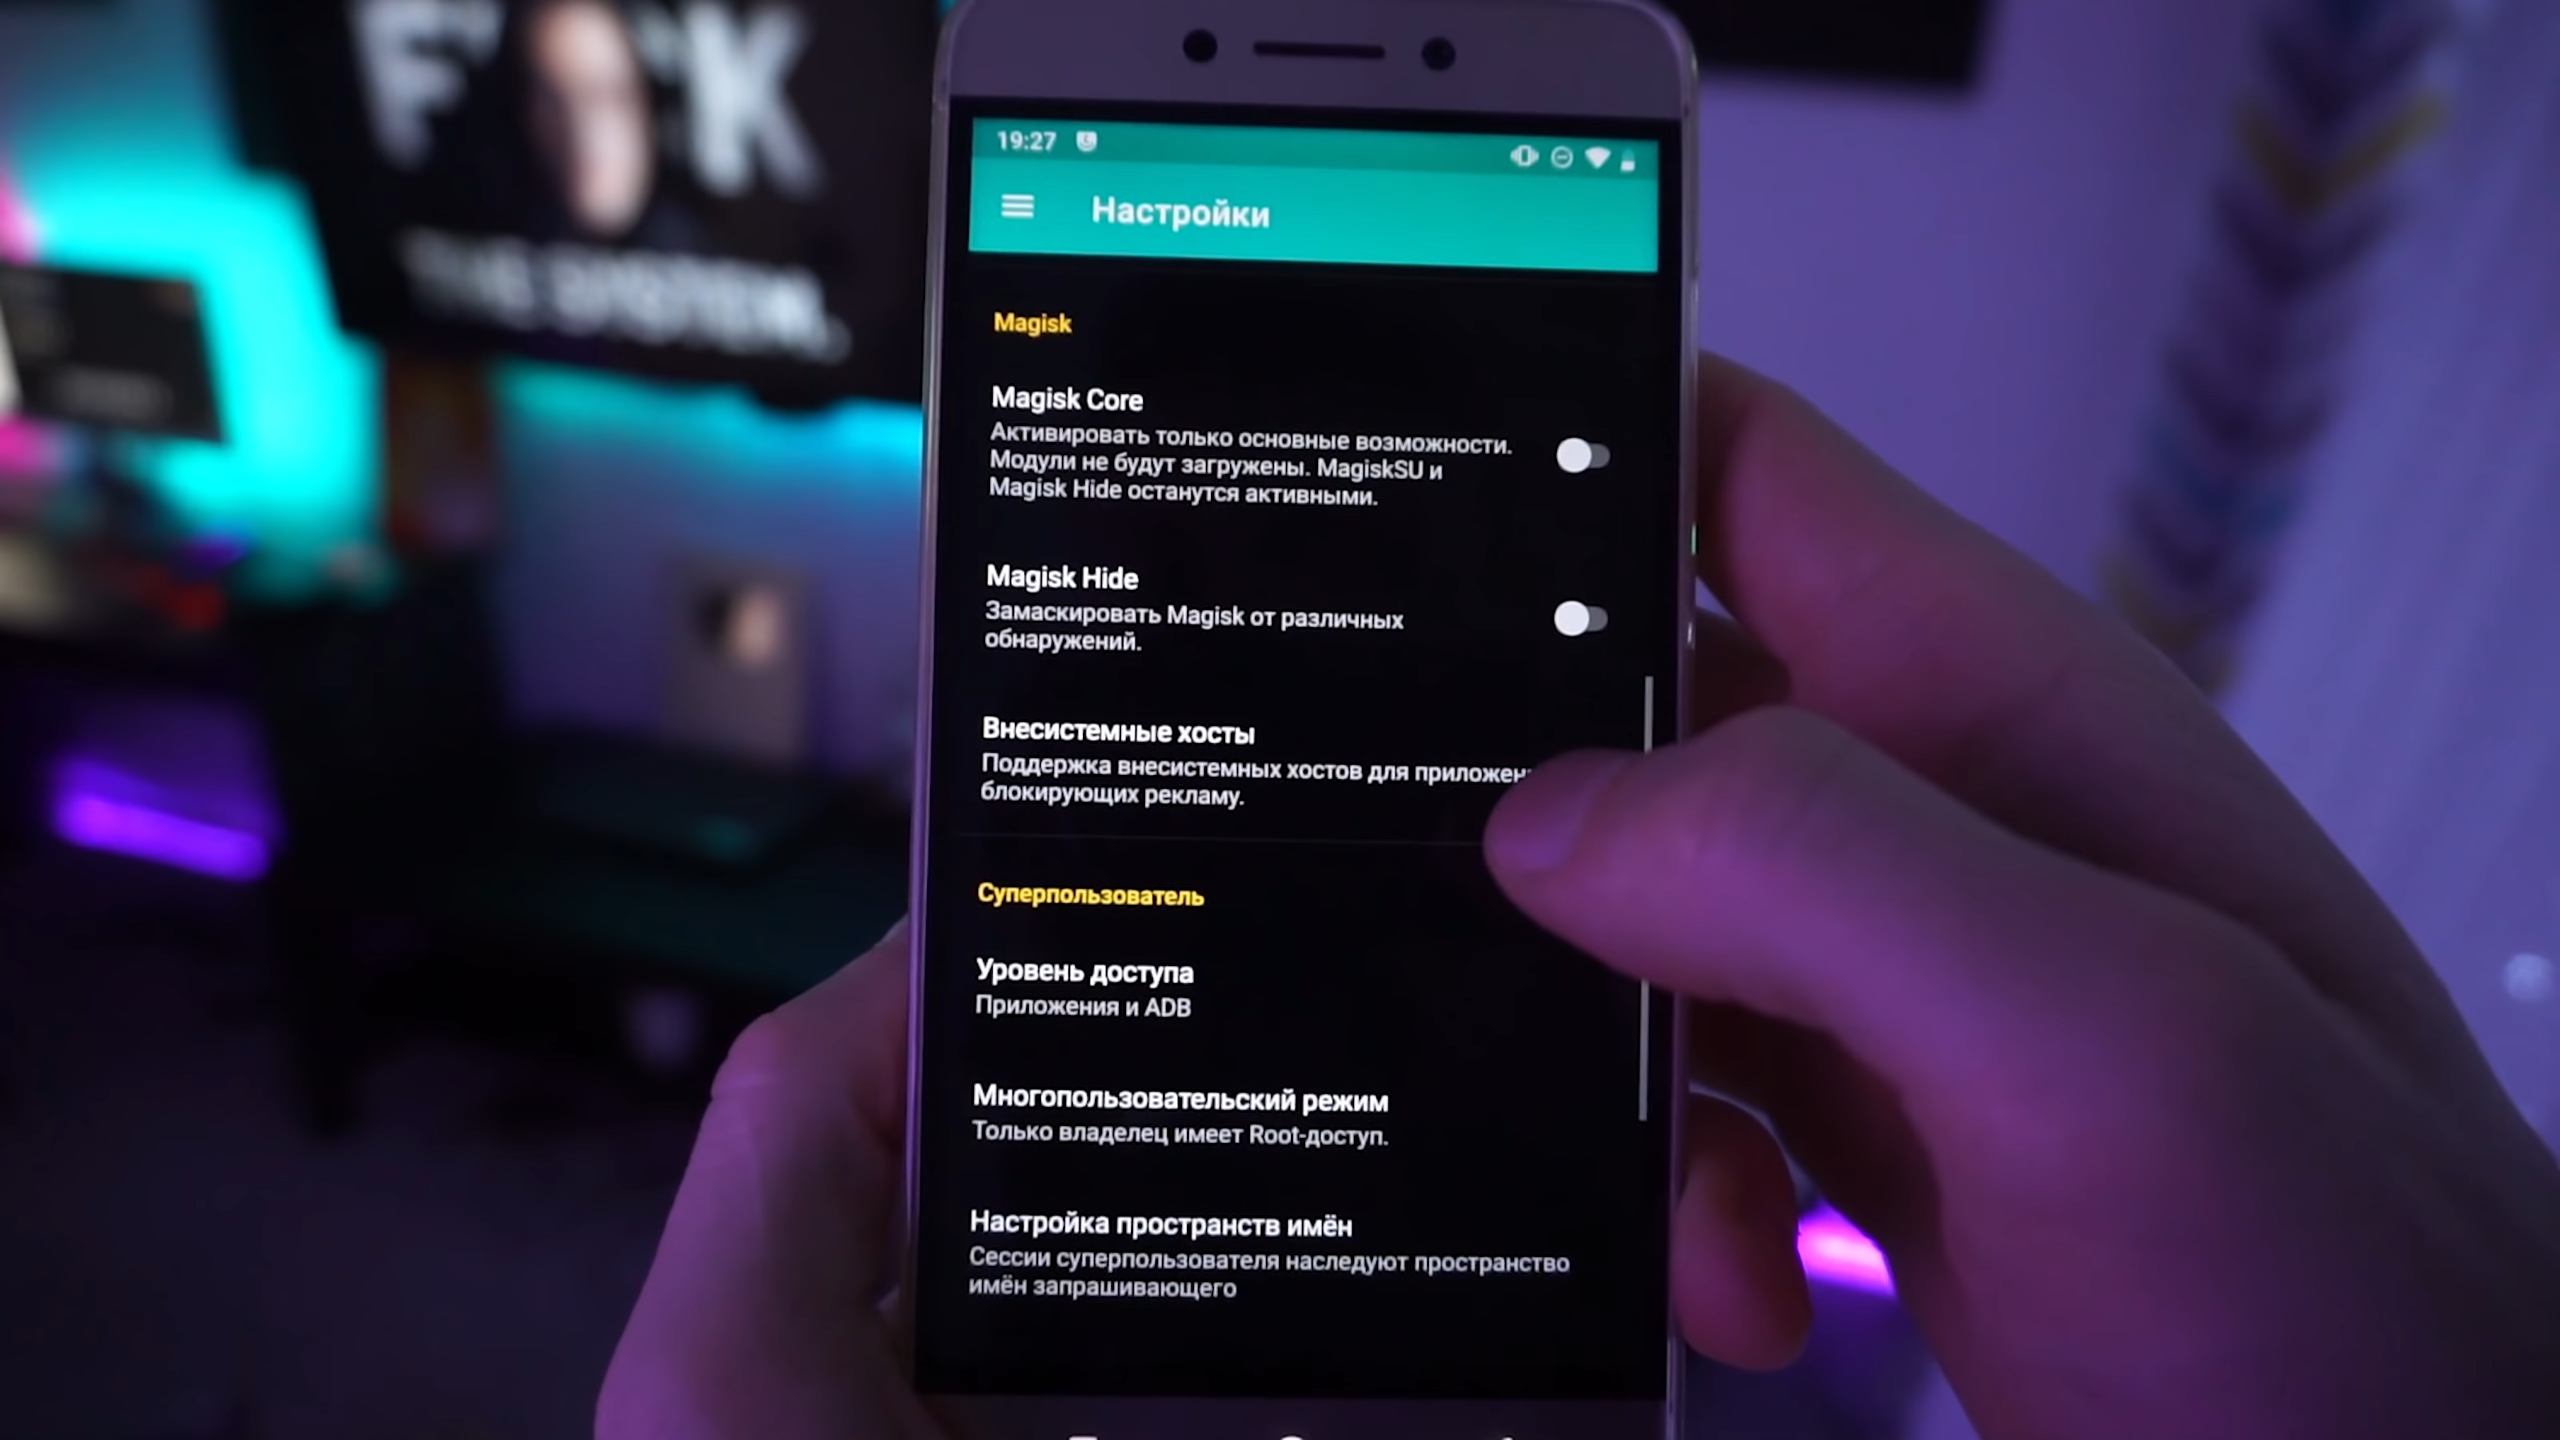 F**K
THE SYSTEM.
19:27
Настройки
Magisk
Magisk Core
Активировать только основные возможности.
Модули не будут загружены. MagiskSU и
Magisk Hide останутся активными.
Magisk Hide
Замаскировать Magisk от различных
обнаружений.
Внесистемные хосты
Поддержка внесистемных хостов для
блокирующих рекламу.
Суперпользователь
Уровень доступа
Приложения и ADB
Многопользовательский режим
Только владелец имеет Root-доступ.
Настройка пространств имён
Сессии суперпользователя наследуют пространство
имён запрашивающего